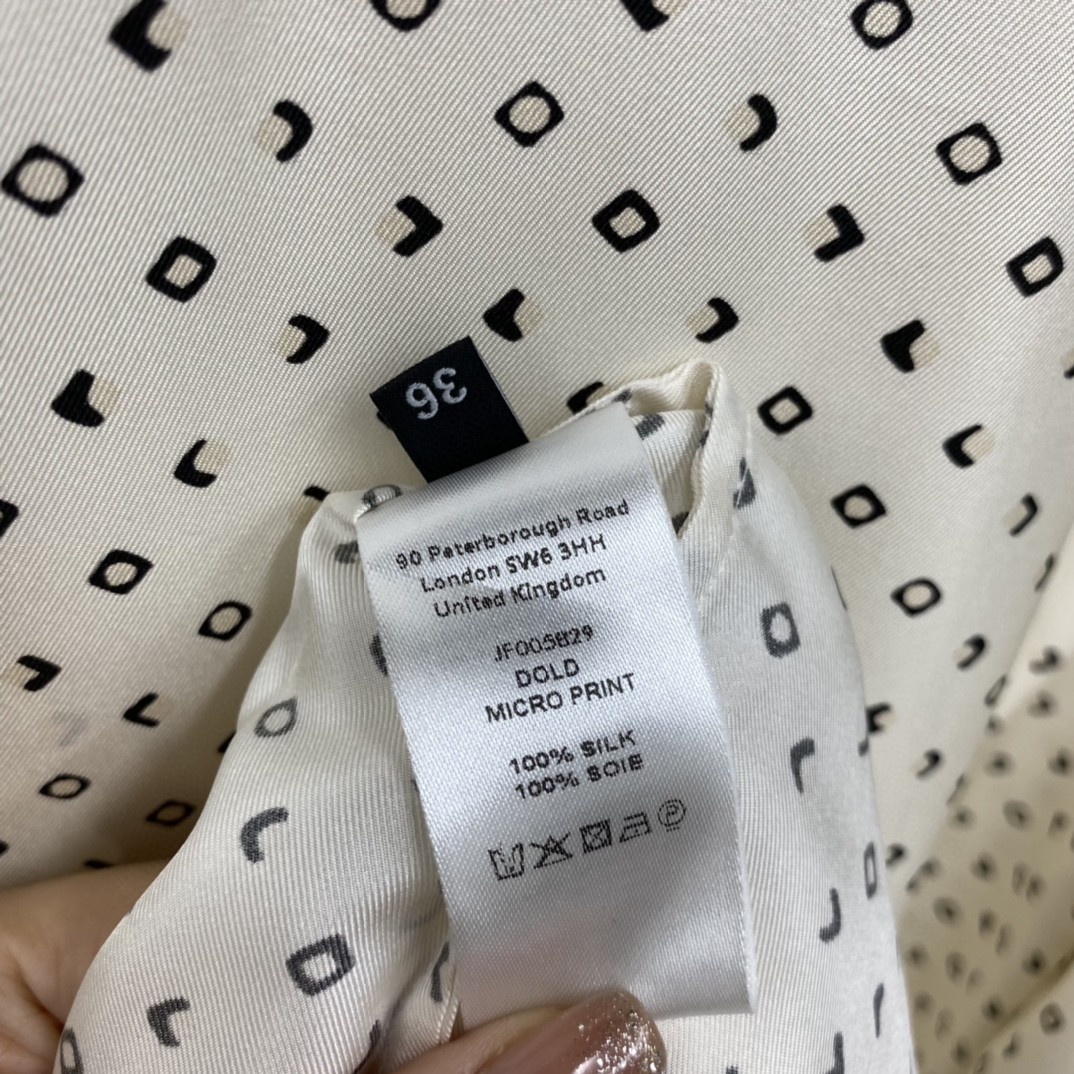 36
90 Peterborough Road
London SW6 3HH
United Kingdom
JF005829
DOLD
MICRO PRINT
100% SILK
100% SOIE